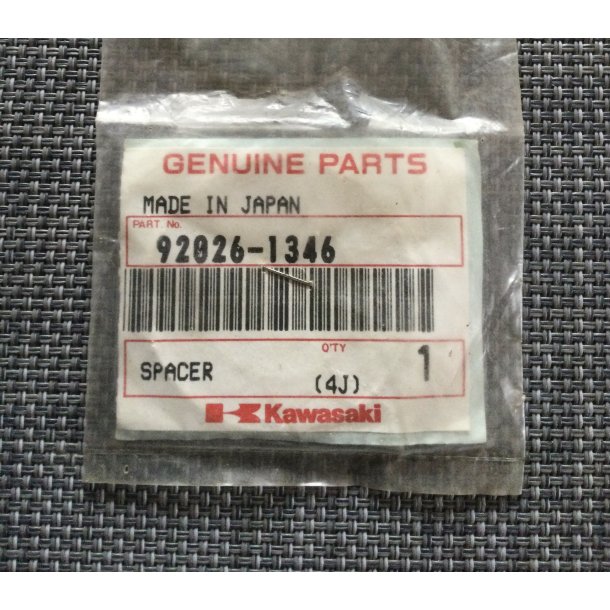 GENUINE PARTS
MADE IN JAPAN
PART. No.
92026-1346
Q'TY
SPACER (4J) 1
Kawasaki